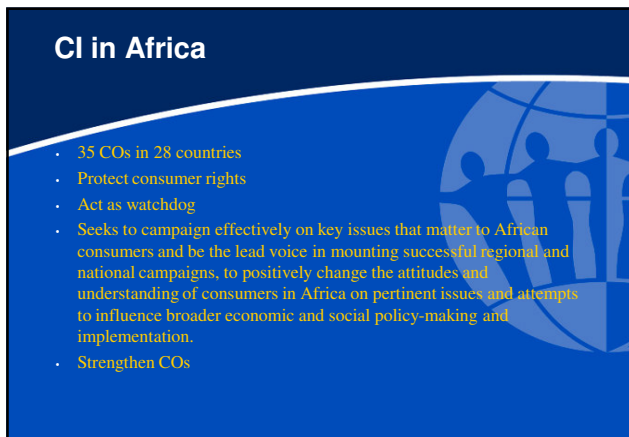 CI in Africa
• 35 COs in 28 countries
• Protect consumer rights
• Act as watchdog
• Seeks to campaign effectively on key issues that matter to African
consumers and be the lead voice in mounting successful regional and
national campaigns, to positively change the attitudes and
understanding of consumers in Africa on pertinent issues and attempts
to influence broader economic and social policy-making and
implementation.
• Strengthen COs